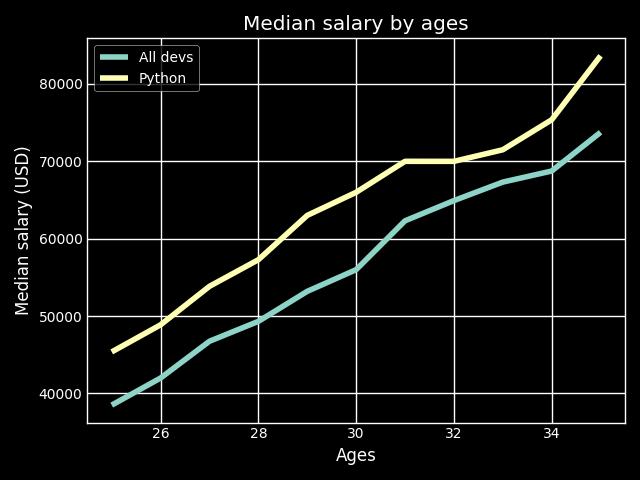 Median salary by ages
All devs
Python
80000
70000
60000
50000
40000
Median salary (USD)
26 28 30 32 34
Ages